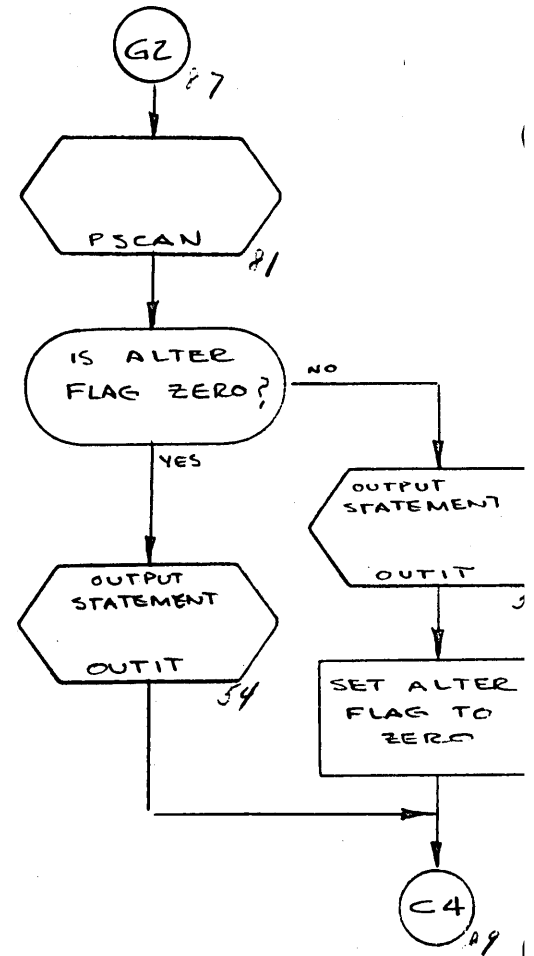 G2
87
PSCAN
81
IS ALTER
FLAG ZERO?
NO
YES
OUTPUT
STATEMENT
OUTIT
OUTPUT
STATEMENT
OUTIT
54
SET ALTER
FLAG TO
ZERO
C4